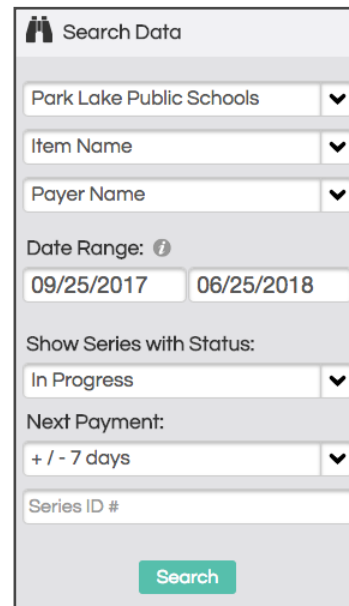 Search Data
Park Lake Public Schools
Item Name
Payer Name
Date Range:
09/25/2017 06/25/2018
Show Series with Status:
In Progress
Next Payment:
+ / - 7 days
Series ID #
Search